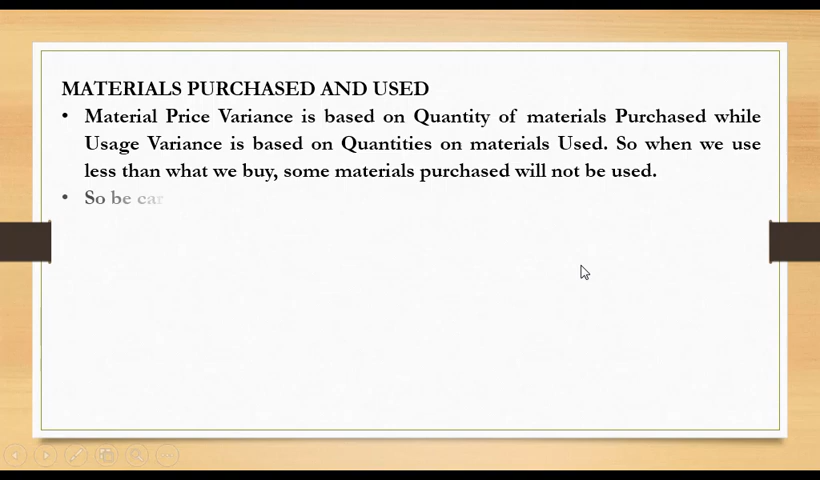 MATERIALS PURCHASED AND USED
• Material Price Variance is based on Quantity of materials Purchased while
Usage Variance is based on Quantities on materials Used. So when we use
less than what we buy, some materials purchased will not be used.
• So be car